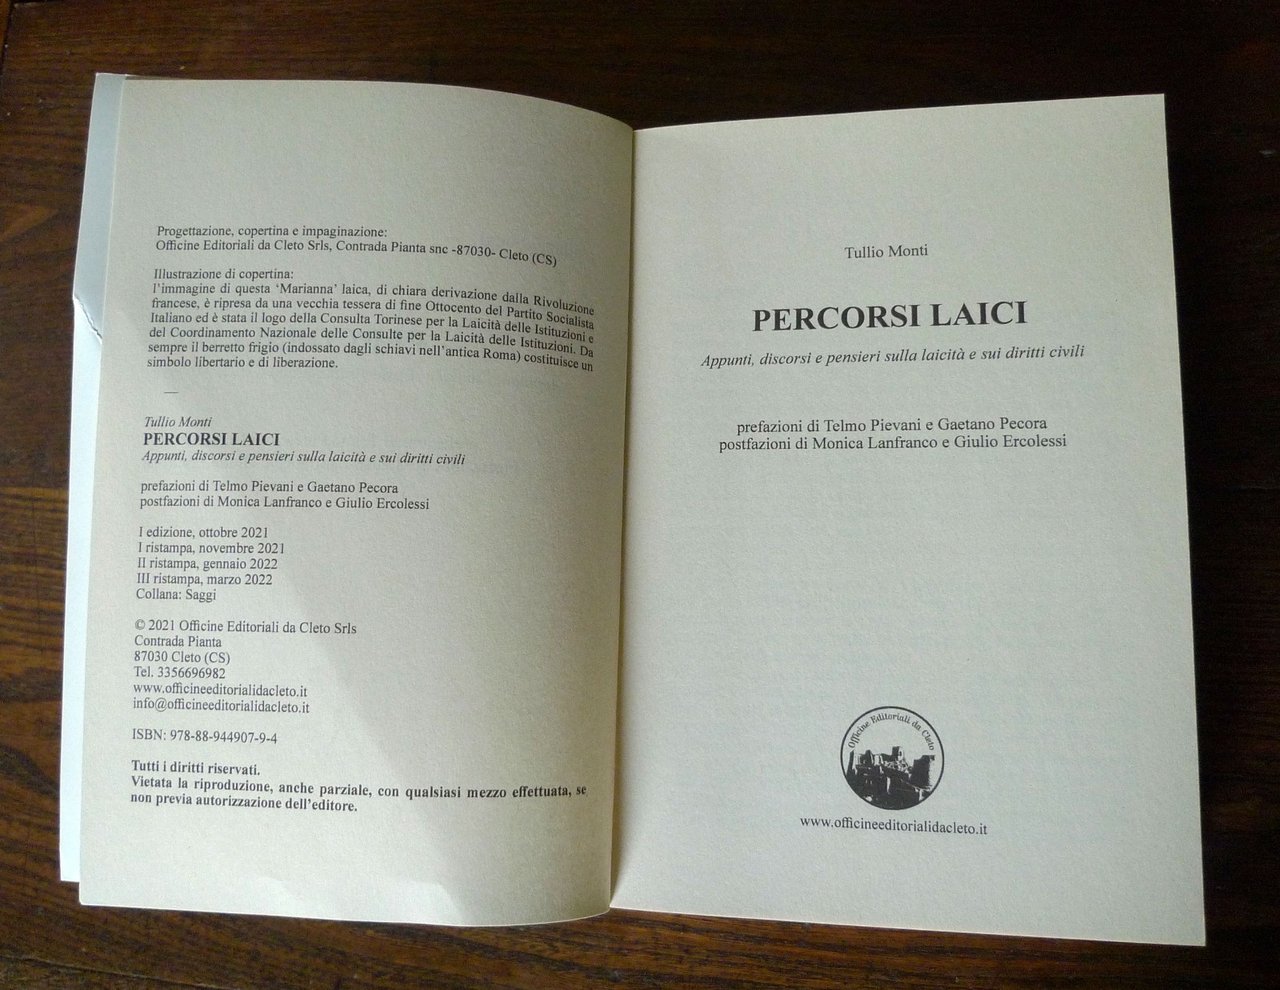 Progettazione, copertina e impaginazione:
Officine Editoriali da Cleto Srls, Contrada Pianta snc -87030- Cleto (CS)
Illustrazione di copertina:
l'immagine di questa 'Marianna' laica, di chiara derivazione dalla Rivoluzione
francese, è ripresa da una vecchia tessera di fine Ottocento del Partito Socialista
Italiano ed è stata il logo della Consulta Torinese per la Laicità delle Istituzioni e
del Coordinamento Nazionale delle Consulte per la Laicità delle Istituzioni. Da
sempre il berretto frigio (indossato dagli schiavi nell'antica Roma) costituisce un
simbolo libertario e di liberazione.
—
Tullio Monti
PERCORSI LAICI
Appunti, discorsi e pensieri sulla laicità e sui diritti civili
prefazioni di Telmo Pievani e Gaetano Pecora
postfazioni di Monica Lanfranco e Giulio Ercolessi
I edizione, ottobre 2021
I ristampa, novembre 2021
II ristampa, gennaio 2022
III ristampa, marzo 2022
Collana: Saggi
© 2021 Officine Editoriali da Cleto Srls
Contrada Pianta
87030 Cleto (CS)
Tel. 3356696982
www.officineeditorialidacleto.it
info@officineeditorialidacleto.it
ISBN: 978-88-944907-9-4
Tutti i diritti riservati.
Vietata la riproduzione, anche parziale, con qualsiasi mezzo effettuata, se
non previa autorizzazione dell'editore.
Tullio Monti
PERCORSI LAICI
Appunti, discorsi e pensieri sulla laicità e sui diritti civili
prefazioni di Telmo Pievani e Gaetano Pecora
postfazioni di Monica Lanfranco e Giulio Ercolessi
Officine Editoriali da Cleto
www.officineeditorialidacleto.it